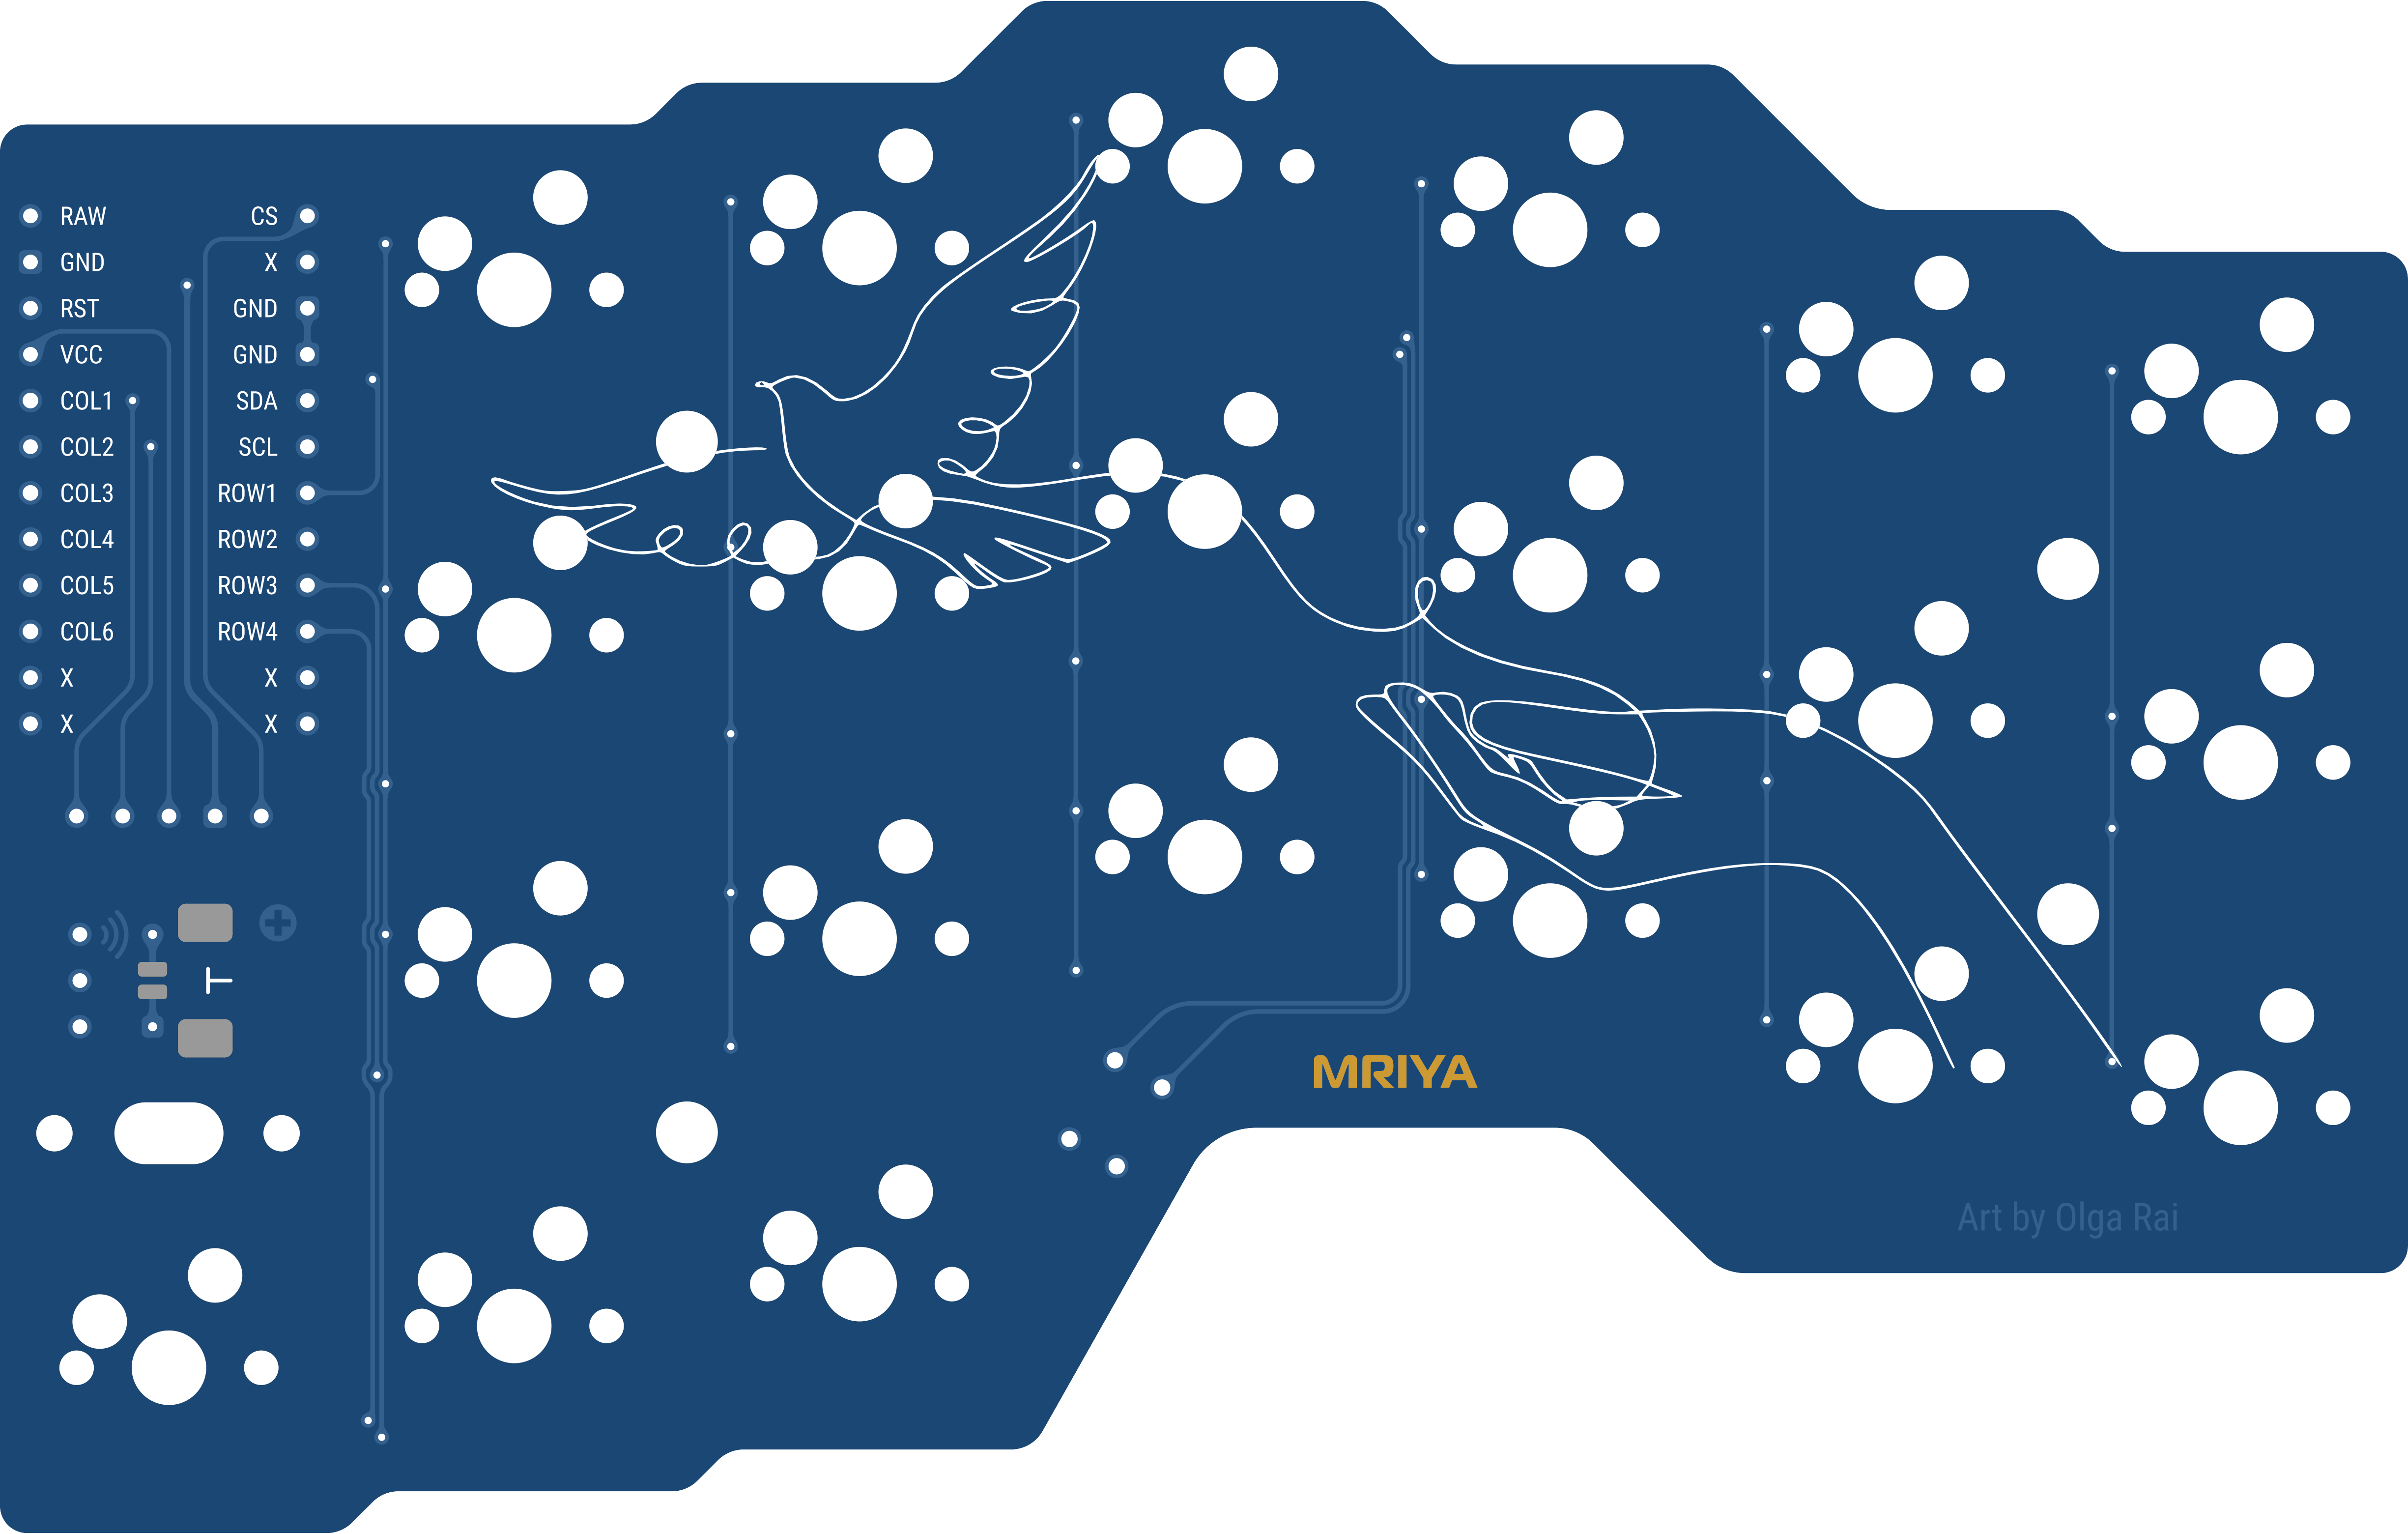 RAW
GND
RST
VCC
COL1
COL2
COL3
COL4
COL5
COL6
X
X
CS
X
GND
GND
SDA
SCL
ROW1
ROW2
ROW3
ROW4
X
X
MRIYA
Art by Olga Rai